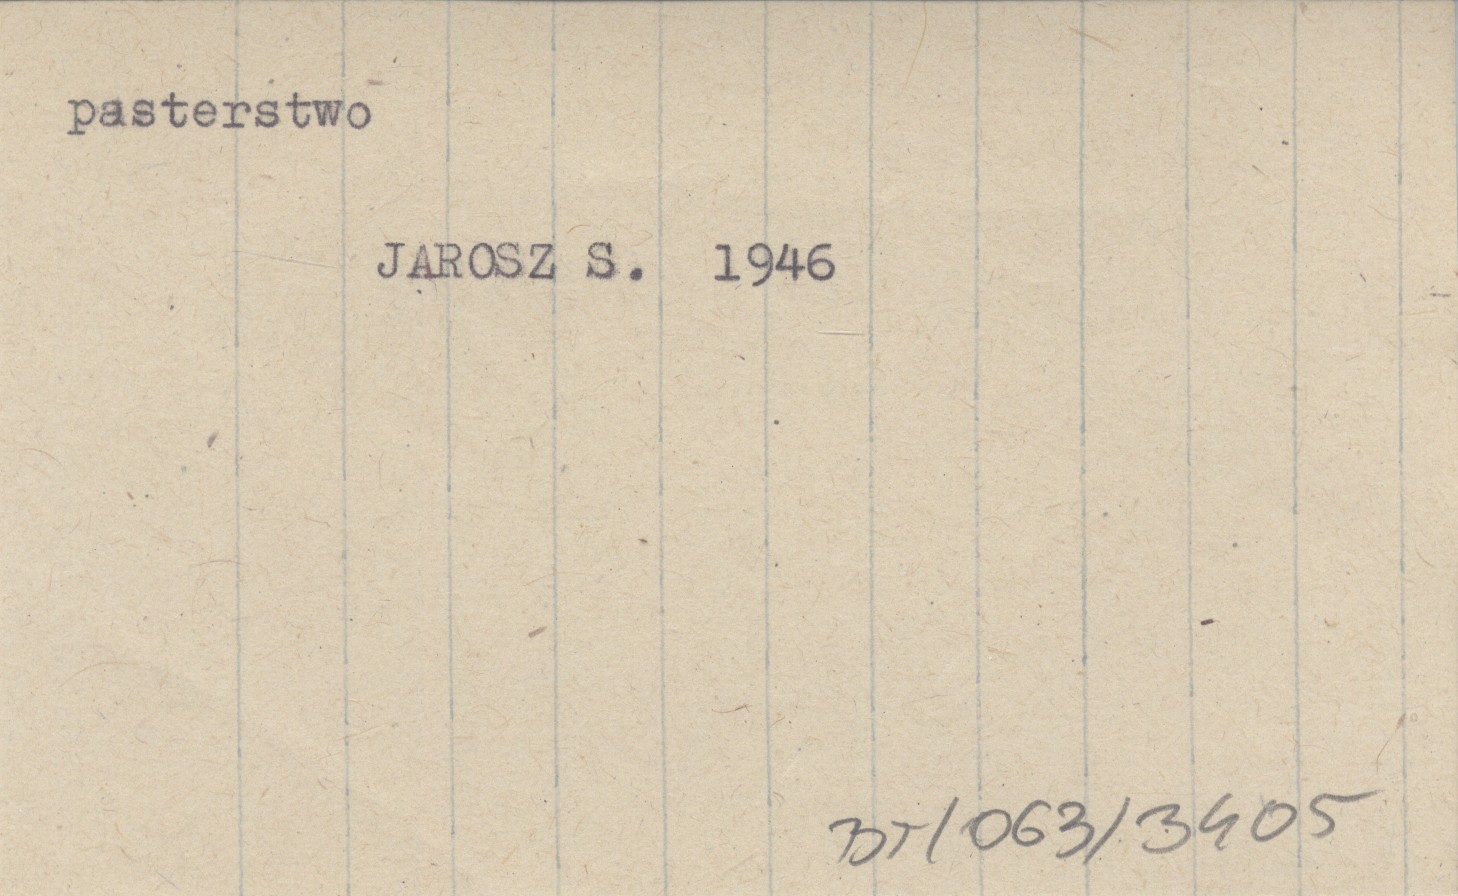 pasterstwo
JAROSZ S. 1946
BT/063/3405